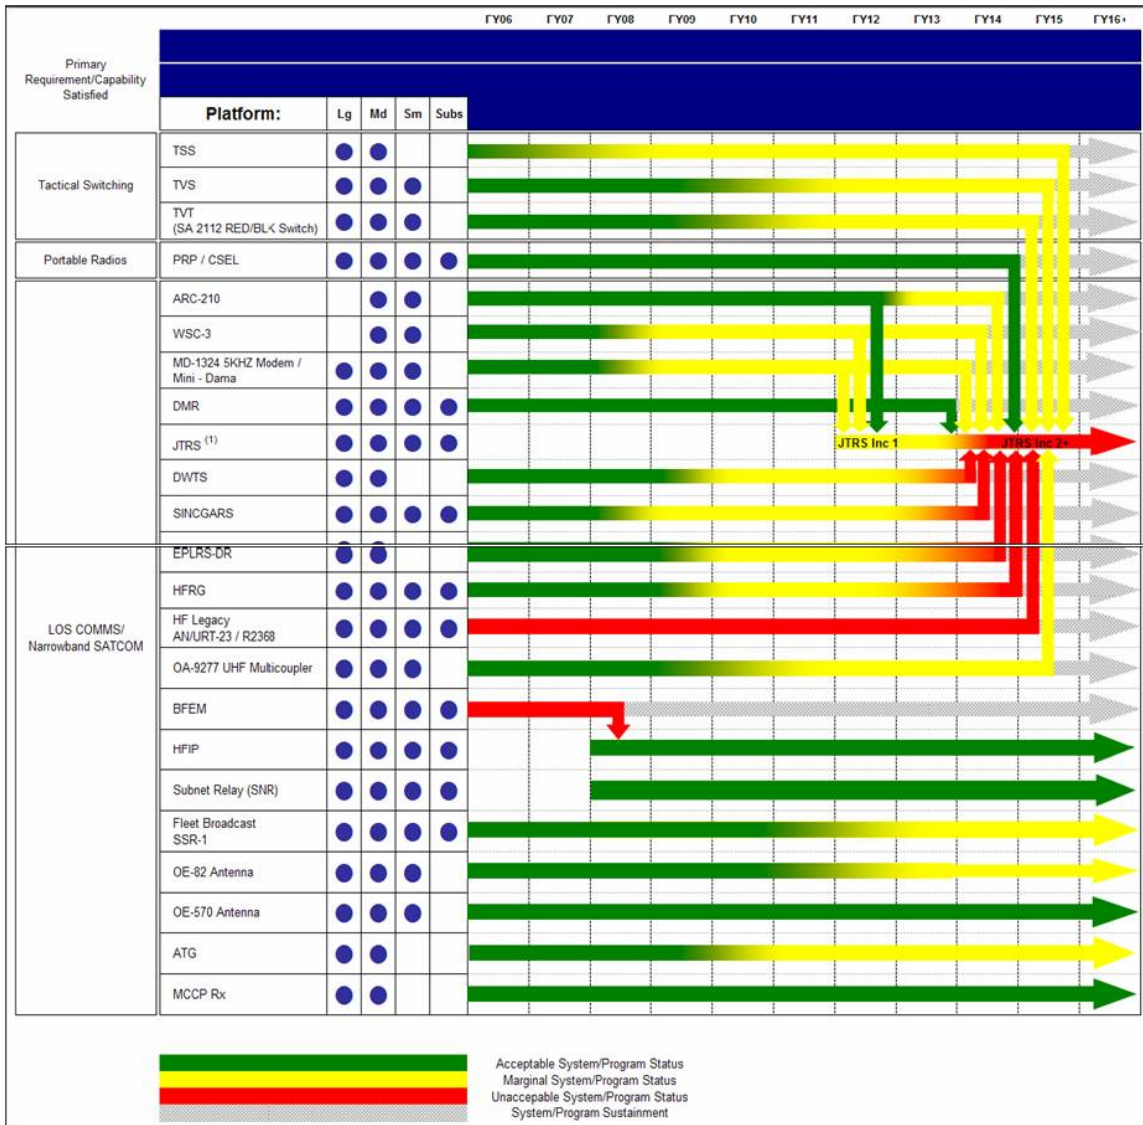 FY06 FY07 FY08 FY09 FY10 FY11 FY12 FY13 FY14 FY15 FY16+
Primary
Requirement/Capability
Satisfied
Platform: Lg Md Sm Subs
Tactical Switching
TSS
TVS
TVT
(SA 2112 RED/BLK Switch)
Portable Radios
PRP / CSEL
ARC-210
WSC-3
MD-1324 5KHZ Modem /
Mini - Dama
DMR
JTRS (1)
JTRS Inc 1 JTRS Inc 2+
DWTS
SINCGARS
LOS COMMS/
Narrowband SATCOM
EPLRS-DR
HFRG
HF Legacy
AN/URT-23 / R2368
OA-9277 UHF Multicoupler
BFEM
HFIP
Subnet Relay (SNR)
Fleet Broadcast
SSR-1
OE-82 Antenna
OE-570 Antenna
ATG
MCCP Rx
Acceptable System/Program Status
Marginal System/Program Status
Unaccepable System/Program Status
System/Program Sustainment